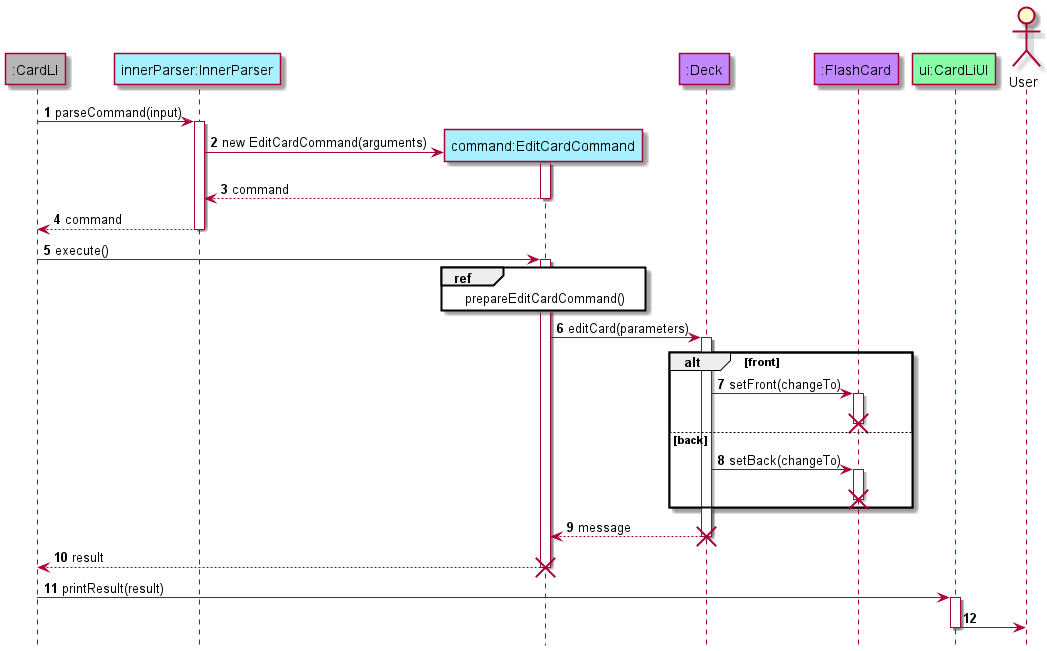 :CardLI
innerParser:InnerParser
:Deck
:FlashCard
ui:CardLiUI
User
1 parseCommand(input)
2 new EditCardCommand(arguments)
command:EditCardCommand
3 command
4 command
5 execute()
ref
prepareEditCardCommand()
6 editCard(parameters)
alt [front]
7 setFront(changeTo)
[back]
8 setBack(changeTo)
9 message
10 result
11 printResult(result)
12